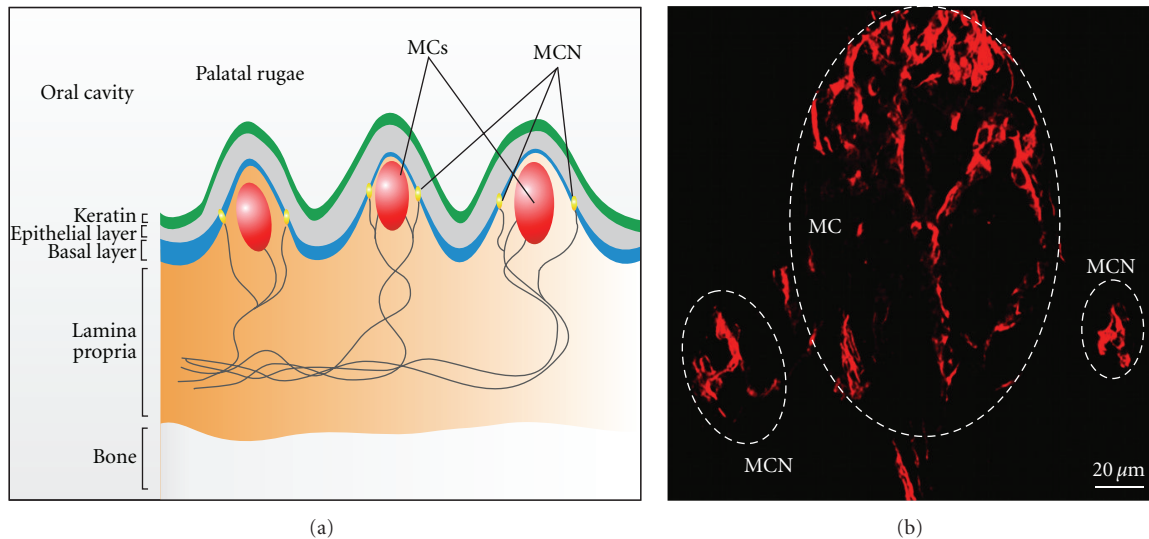 MCs
MCN
Palatal rugae
Oral cavity
Keratin
Epithelial layer
Basal layer
Lamina
propria
Bone
(a)
MC
MCN
MCN
20 µm
(b)